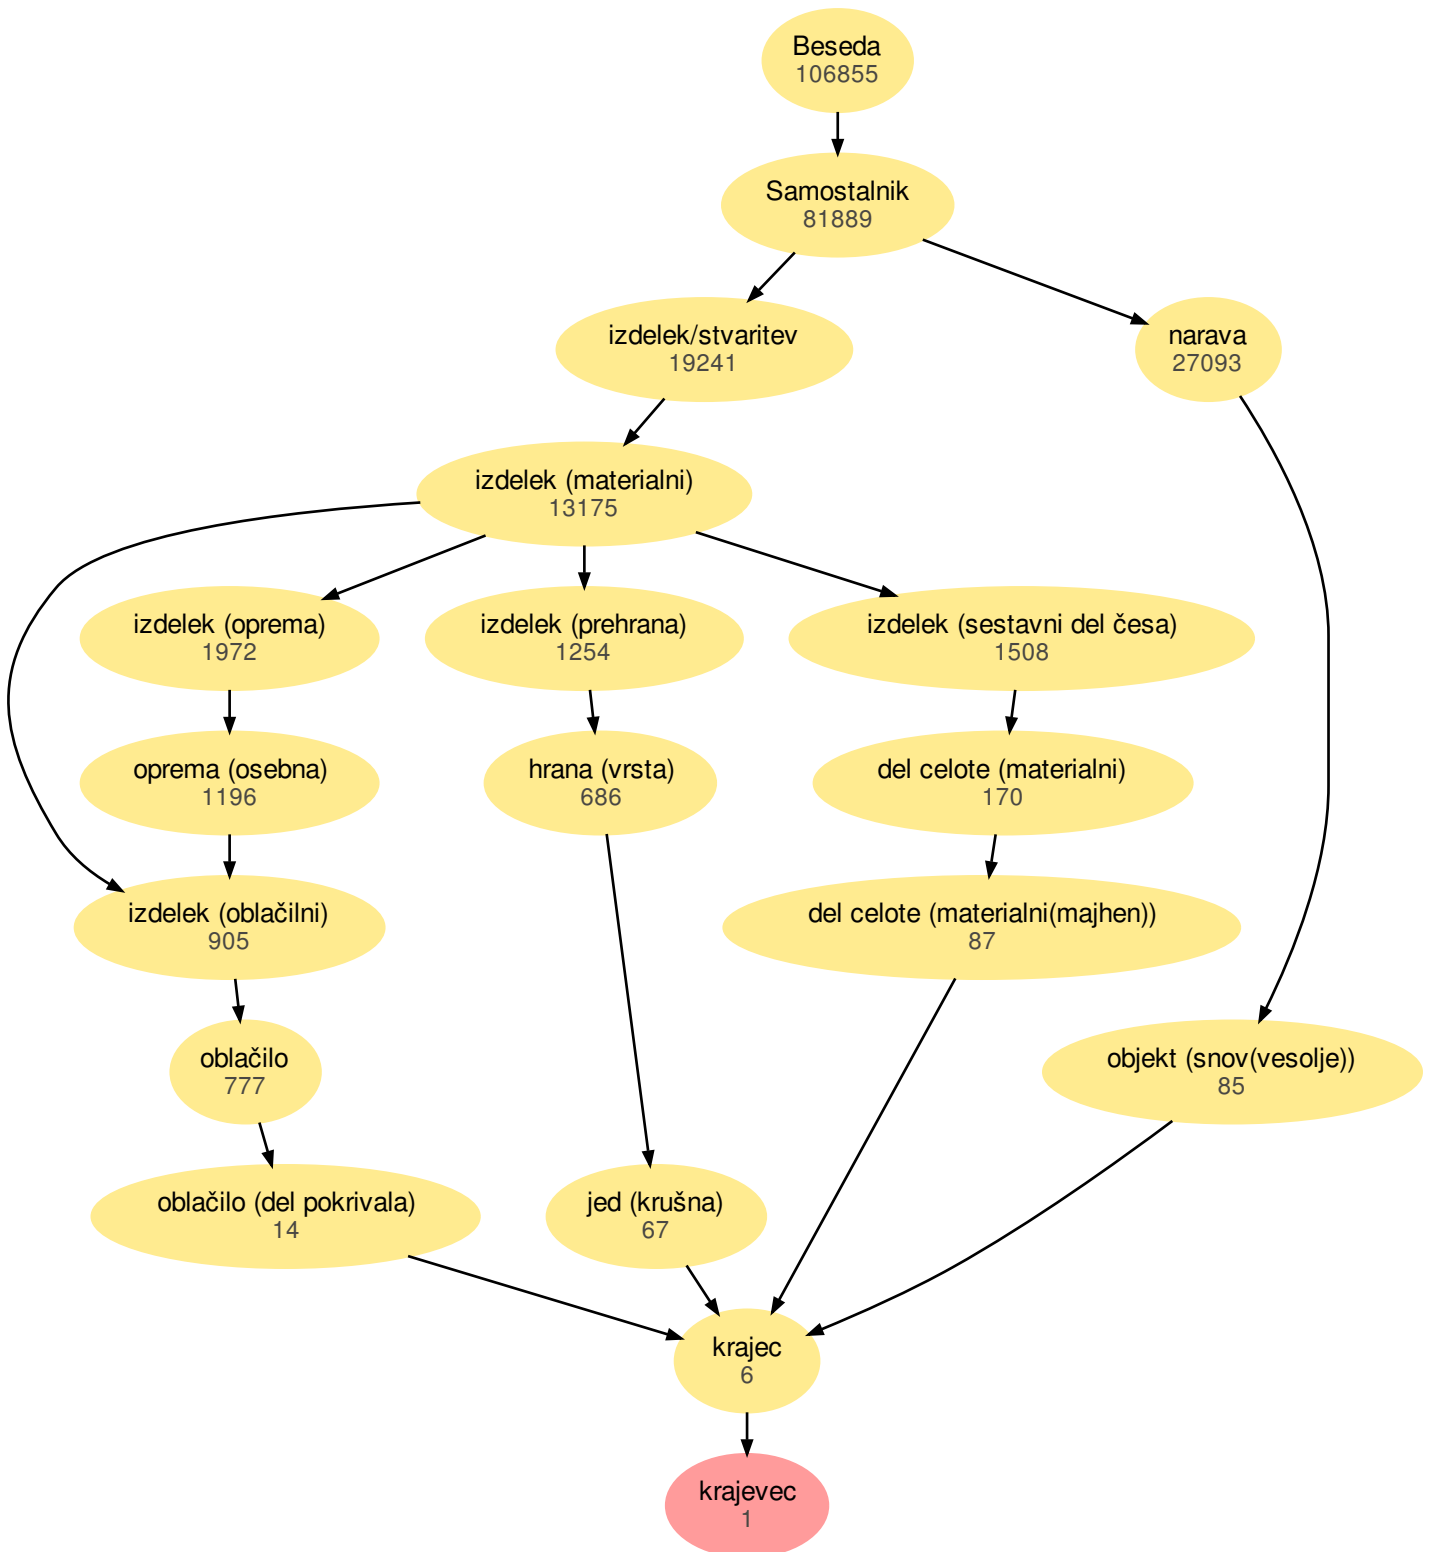 Beseda
106855
Samostalnik
81889
izdelek/stvaritev
19241
narava
27093
izdelek (materialni)
13175
izdelek (oprema)
1972
izdelek (prehrana)
1254
izdelek (sestavni del česa)
1508
oprema (osebna)
1196
hrana (vrsta)
686
del celote (materialni)
170
izdelek (oblačilni)
905
del celote (materialni(majhen))
87
oblačilo
777
objekt (snov(vesolje))
85
oblačilo (del pokrivala)
14
jed (krušna)
67
krajec
6
krajevec
1